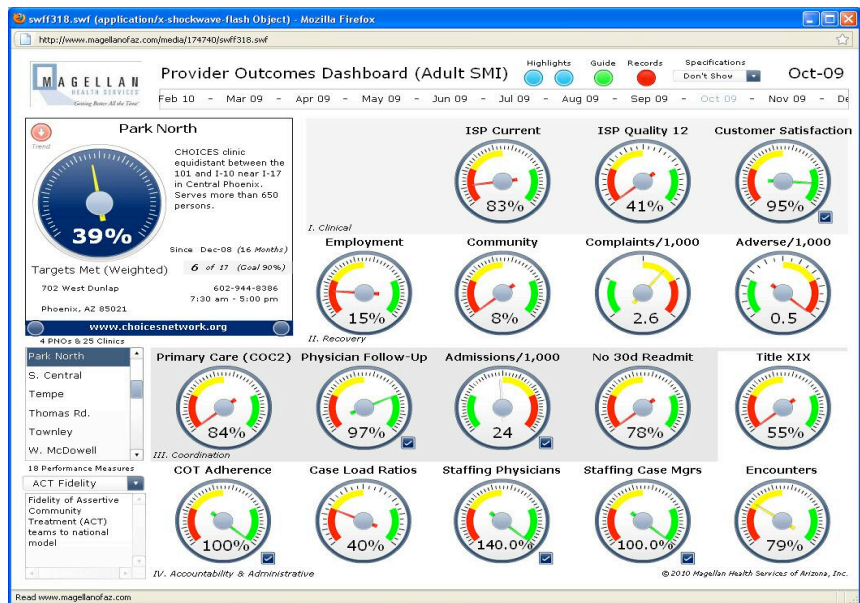 swff318.swf (application/x-shockwave-flash Object) - Mozilla Firefox
http://www.magellanofaz.com/media/174740/swff318.swf
MAGELLAN
HEALTH SERVICES
Getting Better All the Time
Provider Outcomes Dashboard (Adult SMI)
Highlights
Guide
Records
Specifications
Don't Show
Oct-09
Feb 10 - Mar 09 - Apr 09 - May 09 - Jun 09 - Jul 09 - Aug 09 - Sep 09 - Oct 09 - Nov 09 - De
Trend
Park North
CHOICES clinic
equidistant between the
101 and I-10 near I-17
in Central Phoenix.
Serves more than 650
persons.
39%
Since Dec-08 (16 Months)
Targets Met (Weighted)
6 of 17 (Goal 90%)
702 West Dunlap
602-944-8386
7:30 am - 5:00 pm
Phoenix, AZ 85021
www.choicesnetwork.org
ISP Current
ISP Quality 12
Customer Satisfaction
83%
41%
95%
I. Clinical
Employment
Community
Complaints/1,000
Adverse/1,000
15%
8%
2.6
0.5
II. Recovery
4 PNOs & 25 Clinics
Park North
S. Central
Tempe
Thomas Rd.
Townley
W. McDowell
Primary Care (COC2)
Physician Follow-Up
Admissions/1,000
No 30d Readmit
Title XIX
84%
97%
24
78%
55%
III. Coordination
18 Performance Measures
ACT Fidelity
Fidelity of Assertive
Community
Treatment (ACT)
teams to national
model
COT Adherence
Case Load Ratios
Staffing Physicians
Staffing Case Mgrs
Encounters
100%
40%
140.0%
100.0%
79%
IV. Accountability & Administrative
© 2010 Magellan Health Services of Arizona, Inc.
Read www.magellanofaz.com